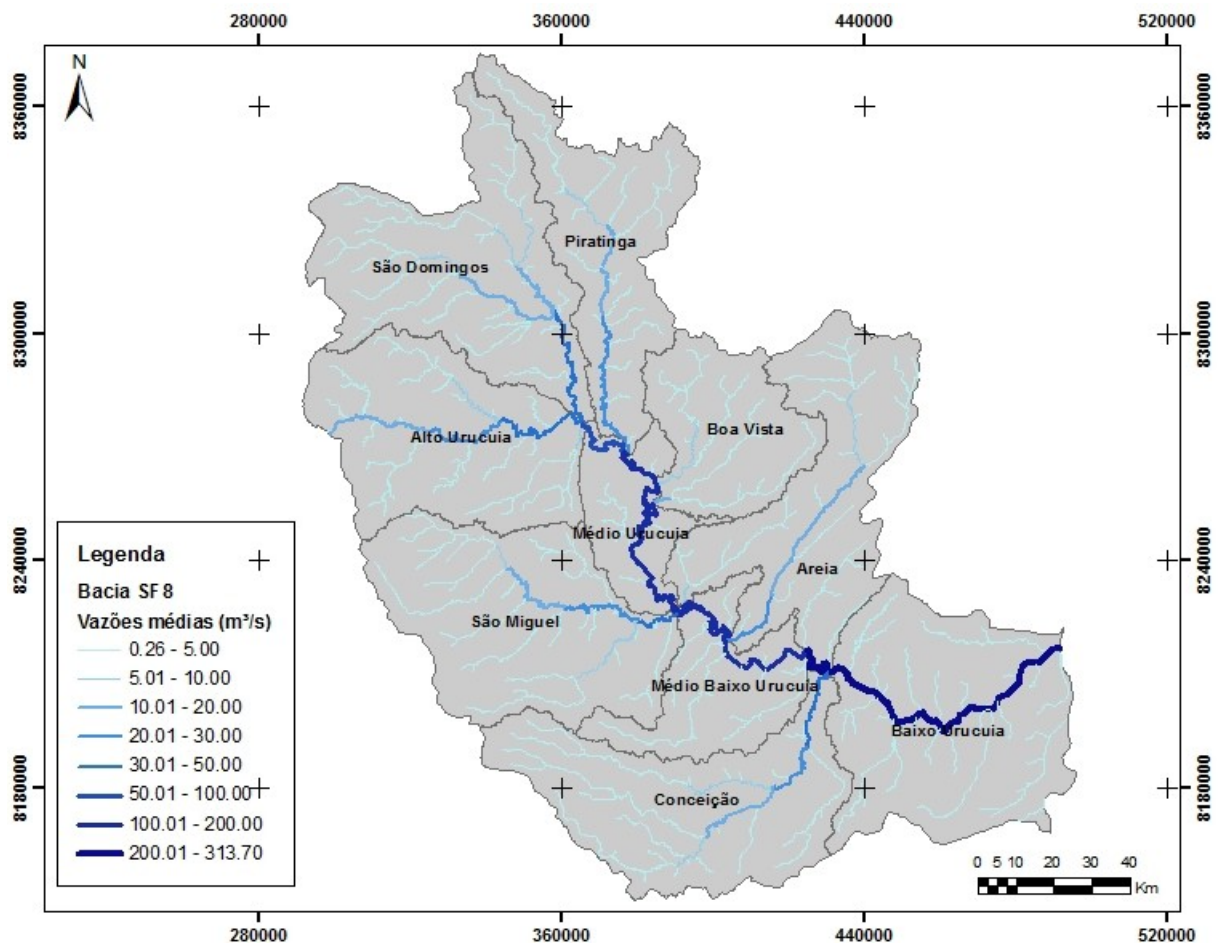 280000 360000 440000 520000
N
8360000 8360000
Piratinga
São Domingos
8300000 8300000
Boa Vista
Alto Urucuia
Médio Urucuia
8240000 8240000
Areia
São Miguel
Médio Baixo Urucuia
Baixo Urucuia
8180000 8180000
Conceição
Legenda
Bacia SF 8
Vazões médias (m³/s)
0.26 - 5.00
5.01 - 10.00
10.01 - 20.00
20.01 - 30.00
30.01 - 50.00
50.01 - 100.00
100.01 - 200.00
200.01 - 313.70
0 5 10 20 30 40
Km
280000 360000 440000 520000